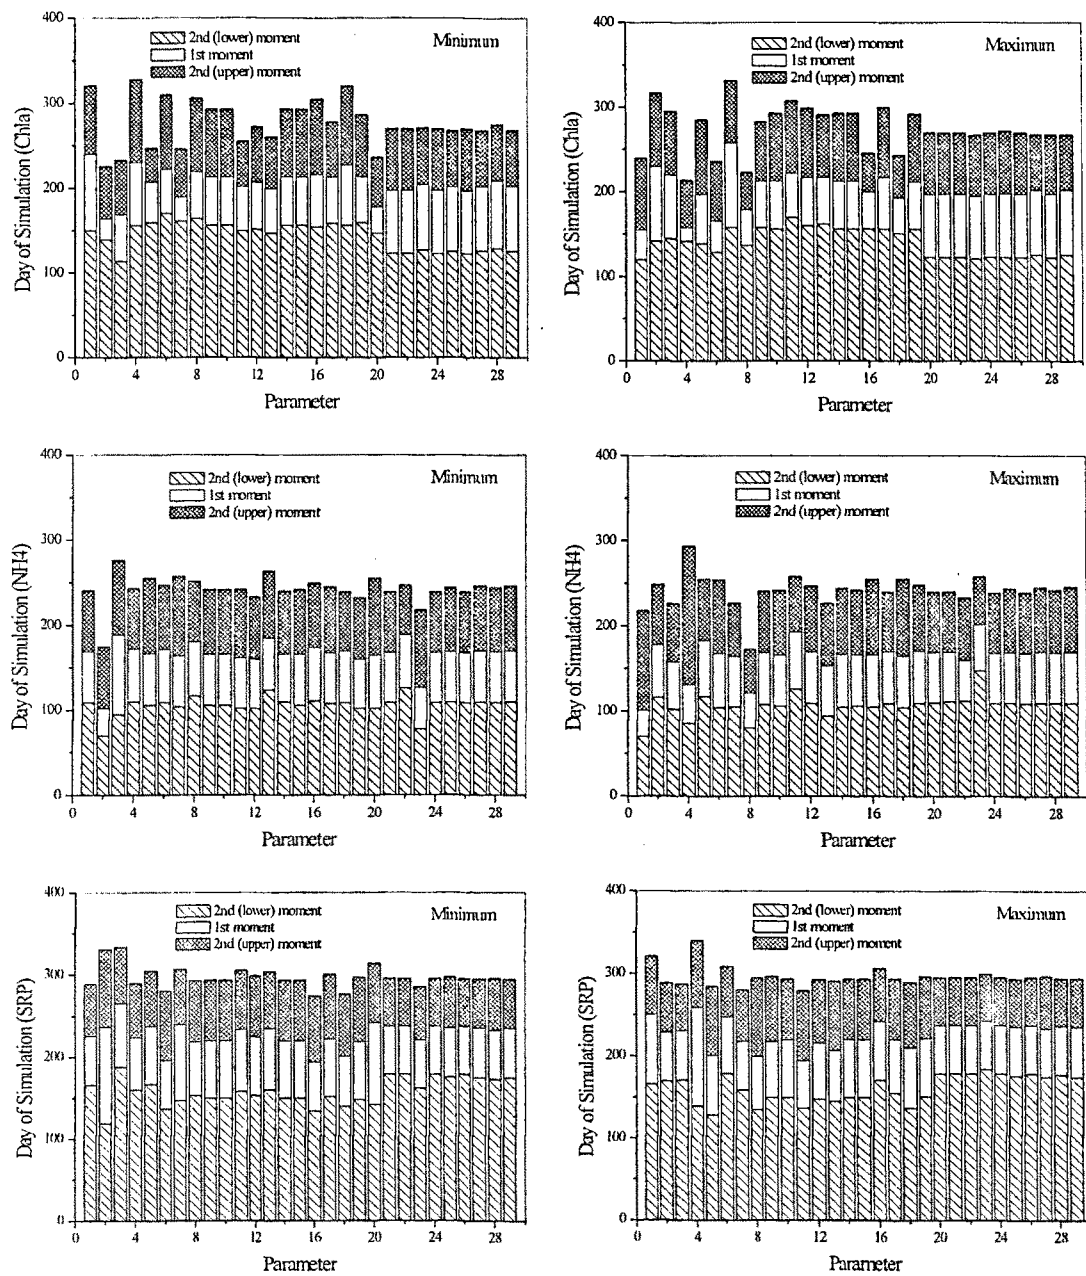 400
300
200
100
0
Day of Simulation (Chla)
2nd (lower) moment
1st moment
2nd (upper) moment
Minimum
0 4 8 12 16 20 24 28
Parameter
400
300
200
100
0
Day of Simulation (Chla)
2nd (lower) moment
1st moment
2nd (upper) moment
Maximum
0 4 8 12 16 20 24 28
Parameter
400
300
200
100
0
Day of Simulation (NH4)
2nd (lower) moment
1st moment
2nd (upper) moment
Minimum
0 4 8 12 16 20 24 28
Parameter
400
300
200
100
0
Day of Simulation (NH4)
2nd (lower) moment
1st moment
2nd (upper) moment
Maximum
0 4 8 12 16 20 24 28
Parameter
400
300
200
100
0
Day of Simulation (SRP)
2nd (lower) moment
1st moment
2nd (upper) moment
Minimum
0 4 8 12 16 20 24 28
Parameter
400
300
200
100
0
Day of Simulation (SRP)
2nd (lower) moment
1st moment
2nd (upper) moment
Maximum
0 4 8 12 16 20 24 28
Parameter